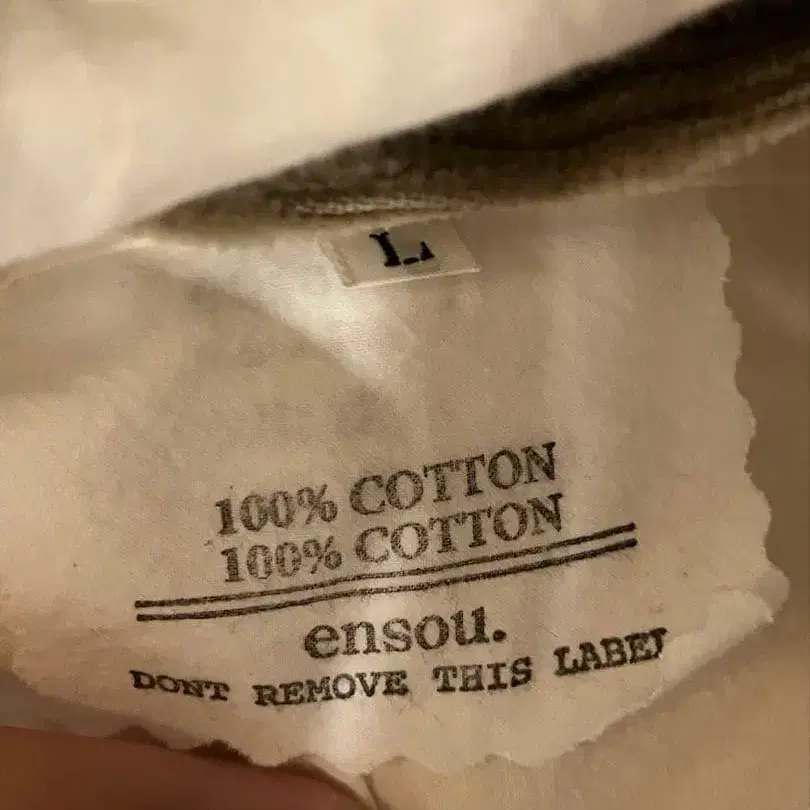 L
100% COTTON
100% COTTON
ensou.
DONT REMOVE THIS LABEL